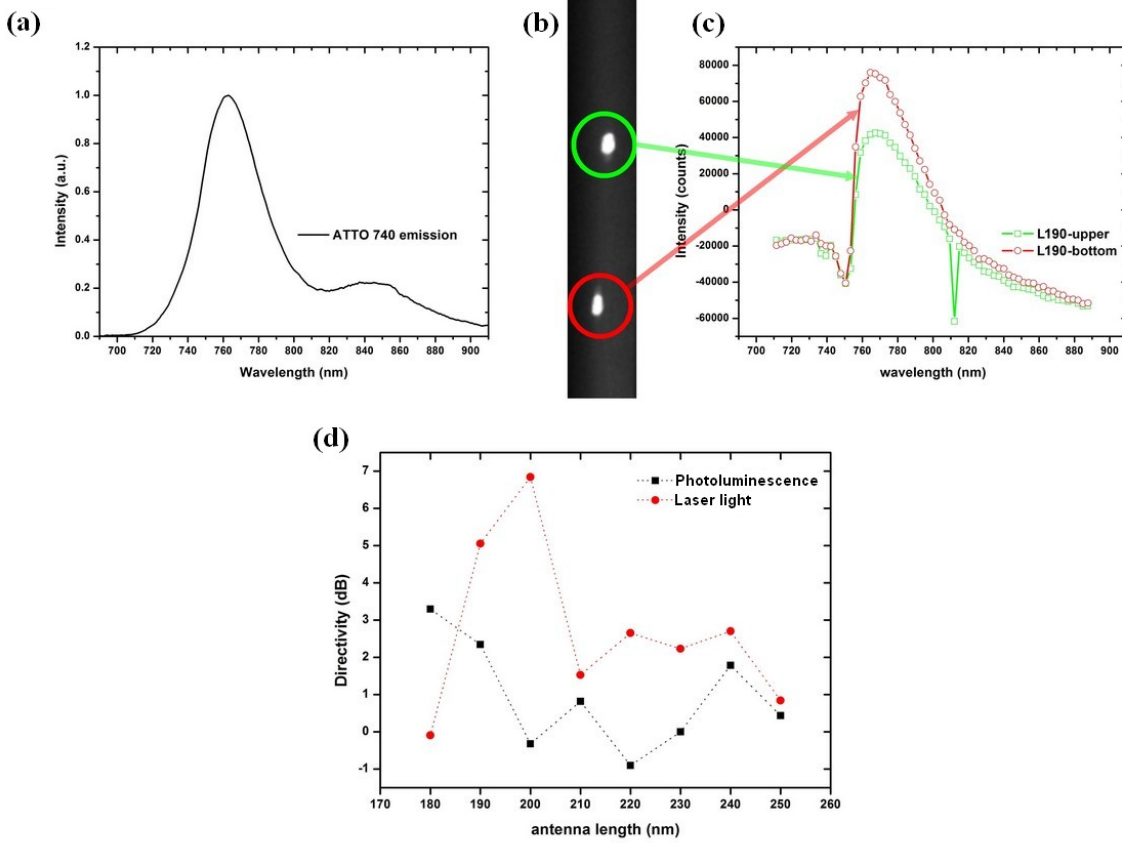 (a)
1.2
1.0
0.8
0.6
0.4
0.2
0.0
Intensity (a.u.)
ATTO 740 emission
700 720 740 760 780 800 820 840 860 880 900
Wavelength (nm)
(b)
(c)
80000
60000
40000
20000
0
-20000
-40000
-60000
Intensity (counts)
L190-upper
L190-bottom
700 720 740 760 780 800 820 840 860 880 900
wavelength (nm)
(d)
7
6
5
4
3
2
1
0
-1
Directivity (dB)
Photoluminescence
Laser light
170 180 190 200 210 220 230 240 250 260
antenna length (nm)